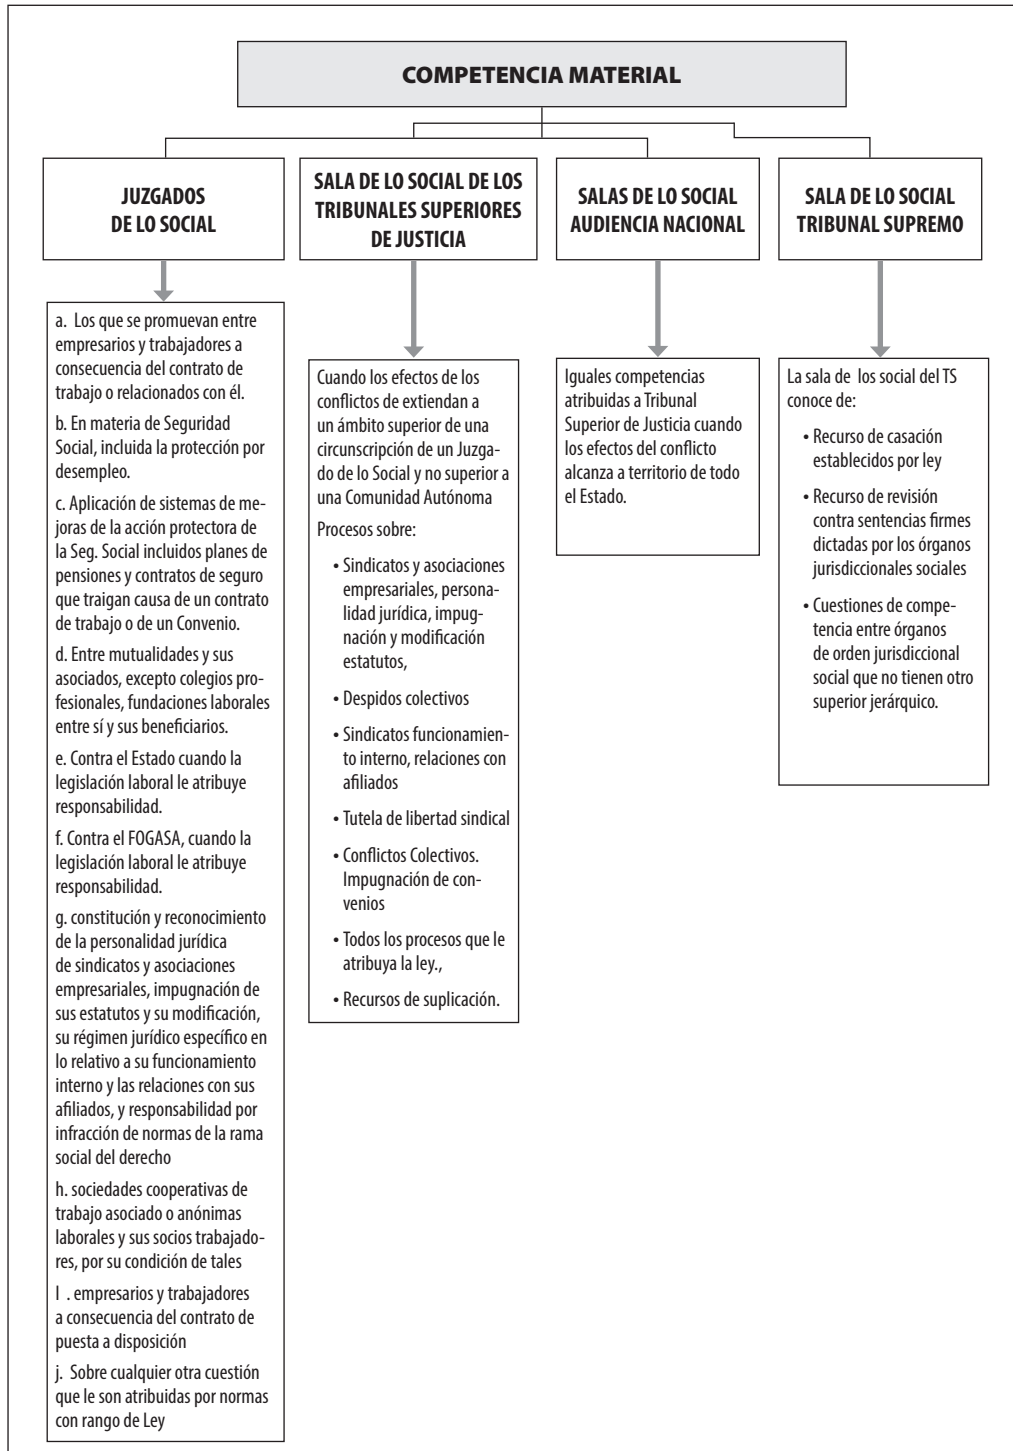 COMPETENCIA MATERIAL
JUZGADOS
DE LO SOCIAL
SALA DE LO SOCIAL DE LOS
TRIBUNALES SUPERIORES
DE JUSTICIA
SALAS DE LO SOCIAL
AUDIENCIA NACIONAL
SALA DE LO SOCIAL
TRIBUNAL SUPREMO
a. Los que se promuevan entre
empresarios y trabajadores a
consecuencia del contrato de
trabajo o relacionados con él.
b. En materia de Seguridad
Social, incluida la protección por
desempleo.
c. Aplicación de sistemas de me-
joras de la acción protectora de
la Seg. Social incluidos planes de
pensiones y contratos de seguro
que traigan causa de un contrato
de trabajo o de un Convenio.
d. Entre mutualidades y sus
asociados, excepto colegios pro-
fesionales, fundaciones laborales
entre sí y sus beneficiarios.
e. Contra el Estado cuando la
legislación laboral le atribuye
responsabilidad.
f. Contra el FOGASA, cuando la
legislación laboral le atribuye
responsabilidad.
g. constitución y reconocimiento
de la personalidad jurídica
de sindicatos y asociaciones
empresariales, impugnación de
sus estatutos y su modificación,
su régimen jurídico específico en
lo relativo a su funcionamiento
interno y las relaciones con sus
afiliados, y responsabilidad por
infracción de normas de la rama
social del derecho
h. sociedades cooperativas de
trabajo asociado o anónimas
laborales y sus socios trabajado-
res, por su condición de tales
I . empresarios y trabajadores
a consecuencia del contrato de
puesta a disposición
j. Sobre cualquier otra cuestión
que le son atribuidas por normas
con rango de Ley
Cuando los efectos de los
conflictos de extiendan a
un ámbito superior de una
circunscripción de un Juzga-
do de lo Social y no superior a
una Comunidad Autónoma
Procesos sobre:
• Sindicatos y asociaciones
empresariales, persona-
lidad jurídica, impug-
nación y modificación
estatutos,
• Despidos colectivos
• Sindicatos funcionamien-
to interno, relaciones con
afiliados
• Tutela de libertad sindical
• Conflictos Colectivos.
Impugnación de con-
venios
• Todos los procesos que le
atribuya la ley.,
• Recursos de suplicación.
Iguales competencias
atribuidas a Tribunal
Superior de Justicia cuando
los efectos del conflicto
alcanza a territorio de todo
el Estado.
La sala de los social del TS
conoce de:
• Recurso de casación
establecidos por ley
• Recurso de revisión
contra sentencias firmes
dictadas por los órganos
jurisdiccionales sociales
• Cuestiones de compe-
tencia entre órganos
de orden jurisdiccional
social que no tienen otro
superior jerárquico.